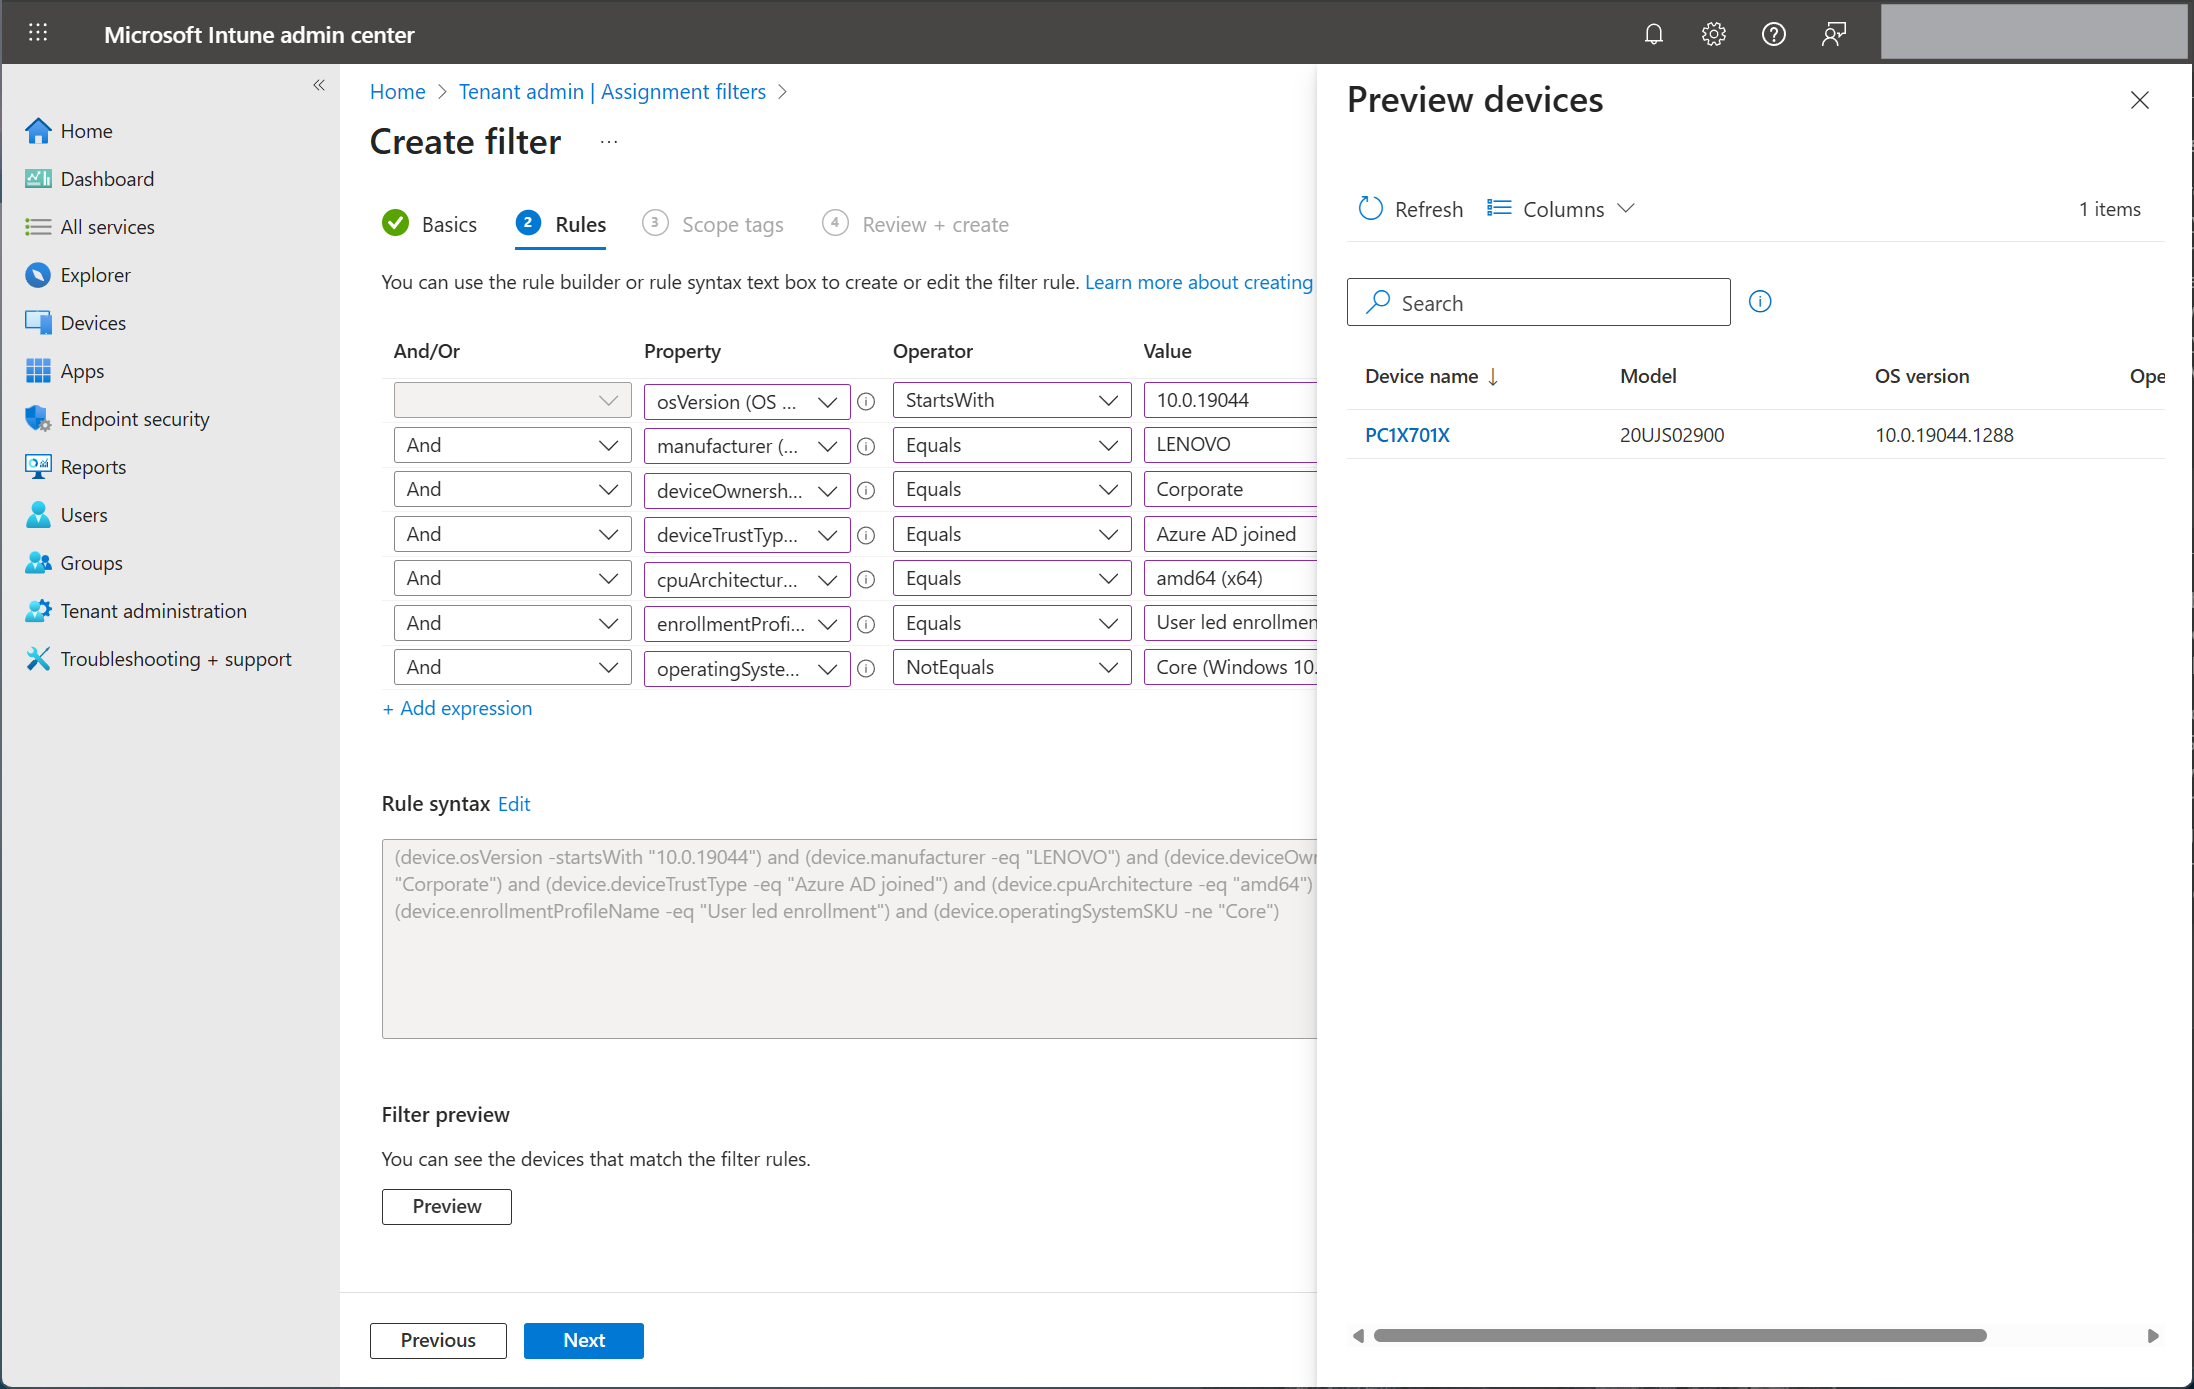 Microsoft Intune admin center
Home
Dashboard
All services
Explorer
Devices
Apps
Endpoint security
Reports
Users
Groups
Tenant administration
Troubleshooting + support
Home > Tenant admin | Assignment filters >
Create filter ...
Basics 2 Rules 3 Scope tags 4 Review + create
You can use the rule builder or rule syntax text box to create or edit the filter rule. Learn more about creating
And/Or Property Operator Value
osVersion (OS ... StartsWith 10.0.19044
And manufacturer (... Equals LENOVO
And deviceOwnersh... Equals Corporate
And deviceTrustTyp... Equals Azure AD joined
And cpuArchitectur... Equals amd64 (x64)
And enrollmentProfi... Equals User led enrollmen
And operatingSyste... NotEquals Core (Windows 10.
+ Add expression
Rule syntax Edit
(device.osVersion -startsWith "10.0.19044") and (device.manufacturer -eq "LENOVO") and (device.deviceOwn
"Corporate") and (device.deviceTrustType -eq "Azure AD joined") and (device.cpuArchitecture -eq "amd64")
(device.enrollmentProfileName -eq "User led enrollment") and (device.operatingSystemSKU -ne "Core")
Filter preview
You can see the devices that match the filter rules.
Preview
Previous Next
Preview devices
Refresh Columns 1 items
Search
Device name ↓ Model OS version Ope
PC1X701X 20UJS02900 10.0.19044.1288